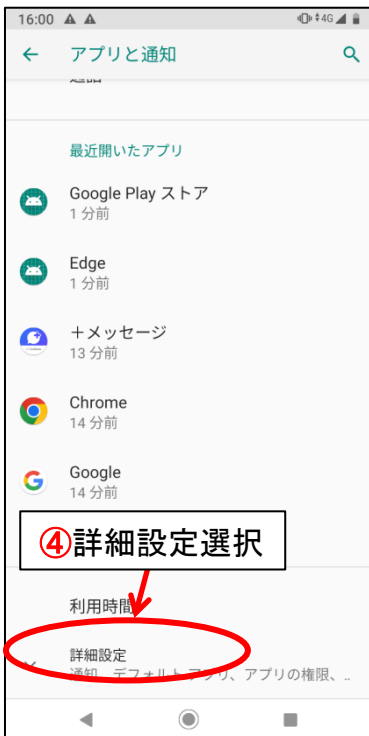 16:00 4G
アプリと通知
最近開いたアプリ
Google Play ストア
1 分前
Edge
1 分前
+メッセージ
13 分前
Chrome
14 分前
Google
14 分前
④詳細設定選択
利用時間
詳細設定
通知、デフォルト アプリ、アプリの権限、..